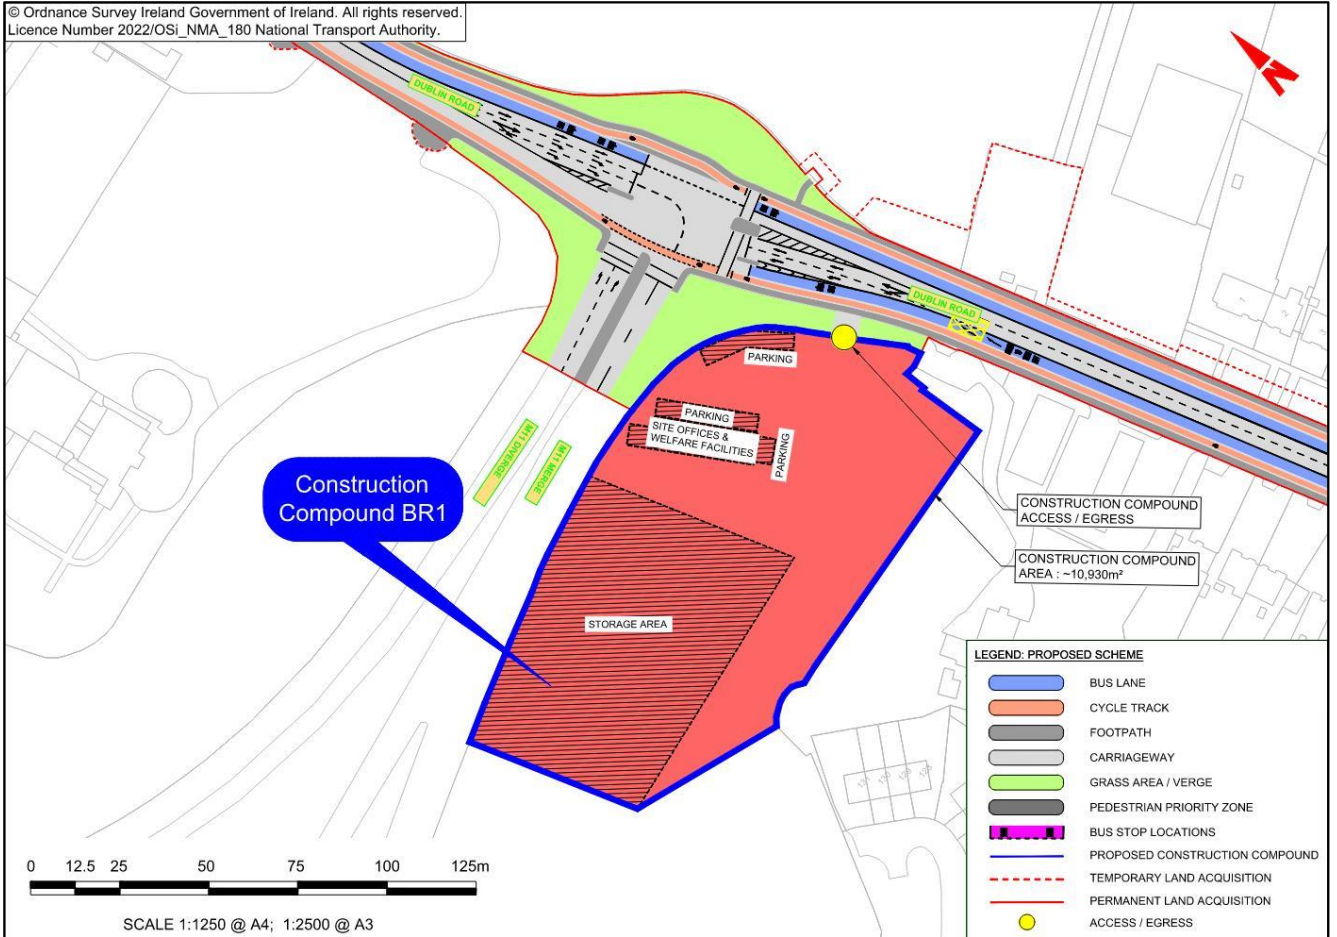 © Ordnance Survey Ireland Government of Ireland. All rights reserved.
Licence Number 2022/OSi_NMA_180 National Transport Authority.
N
DUBLIN ROAD
DUBLIN ROAD
PARKING
PARKING
SITE OFFICES &
WELFARE FACILITIES
PARKING
M11 DIVERGE
M11 MERGE
Construction
Compound BR1
CONSTRUCTION COMPOUND
ACCESS / EGRESS
CONSTRUCTION COMPOUND
AREA : ~10,930m²
STORAGE AREA
LEGEND: PROPOSED SCHEME
BUS LANE
CYCLE TRACK
FOOTPATH
CARRIAGEWAY
GRASS AREA / VERGE
PEDESTRIAN PRIORITY ZONE
BUS STOP LOCATIONS
PROPOSED CONSTRUCTION COMPOUND
TEMPORARY LAND ACQUISITION
PERMANENT LAND ACQUISITION
ACCESS / EGRESS
0 12.5 25 50 75 100 125m
SCALE 1:1250 @ A4; 1:2500 @ A3